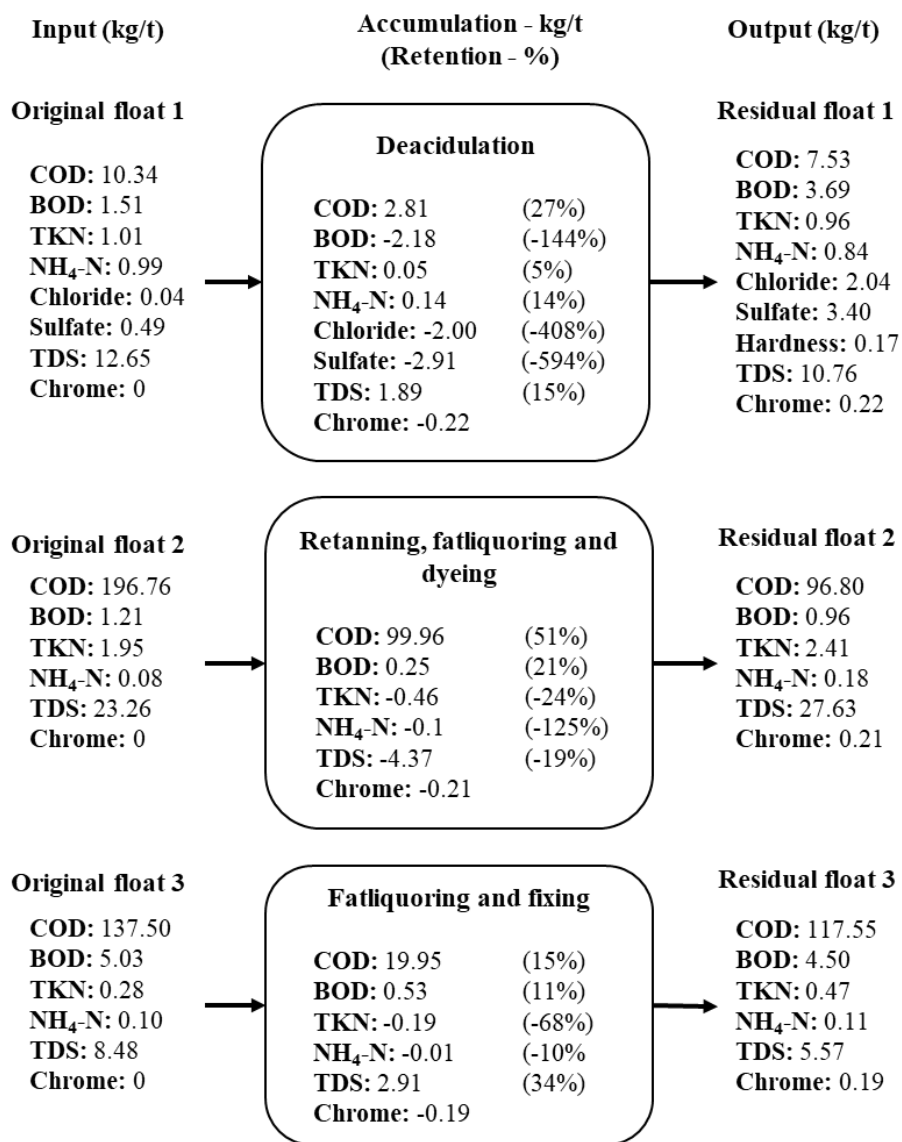 Input (kg/t)
Accumulation - kg/t
(Retention - %)
Output (kg/t)
Original float 1
COD: 10.34
BOD: 1.51
TKN: 1.01
NH₄-N: 0.99
Chloride: 0.04
Sulfate: 0.49
TDS: 12.65
Chrome: 0
Deacidulation
COD: 2.81 (27%)
BOD: -2.18 (-144%)
TKN: 0.05 (5%)
NH₄-N: 0.14 (14%)
Chloride: -2.00 (-408%)
Sulfate: -2.91 (-594%)
TDS: 1.89 (15%)
Chrome: -0.22
Residual float 1
COD: 7.53
BOD: 3.69
TKN: 0.96
NH₄-N: 0.84
Chloride: 2.04
Sulfate: 3.40
Hardness: 0.17
TDS: 10.76
Chrome: 0.22
Original float 2
COD: 196.76
BOD: 1.21
TKN: 1.95
NH₄-N: 0.08
TDS: 23.26
Chrome: 0
Retanning, fatliquoring and
dyeing
COD: 99.96 (51%)
BOD: 0.25 (21%)
TKN: -0.46 (-24%)
NH₄-N: -0.1 (-125%)
TDS: -4.37 (-19%)
Chrome: -0.21
Residual float 2
COD: 96.80
BOD: 0.96
TKN: 2.41
NH₄-N: 0.18
TDS: 27.63
Chrome: 0.21
Original float 3
COD: 137.50
BOD: 5.03
TKN: 0.28
NH₄-N: 0.10
TDS: 8.48
Chrome: 0
Fatliquoring and fixing
COD: 19.95 (15%)
BOD: 0.53 (11%)
TKN: -0.19 (-68%)
NH₄-N: -0.01 (-10%
TDS: 2.91 (34%)
Chrome: -0.19
Residual float 3
COD: 117.55
BOD: 4.50
TKN: 0.47
NH₄-N: 0.11
TDS: 5.57
Chrome: 0.19